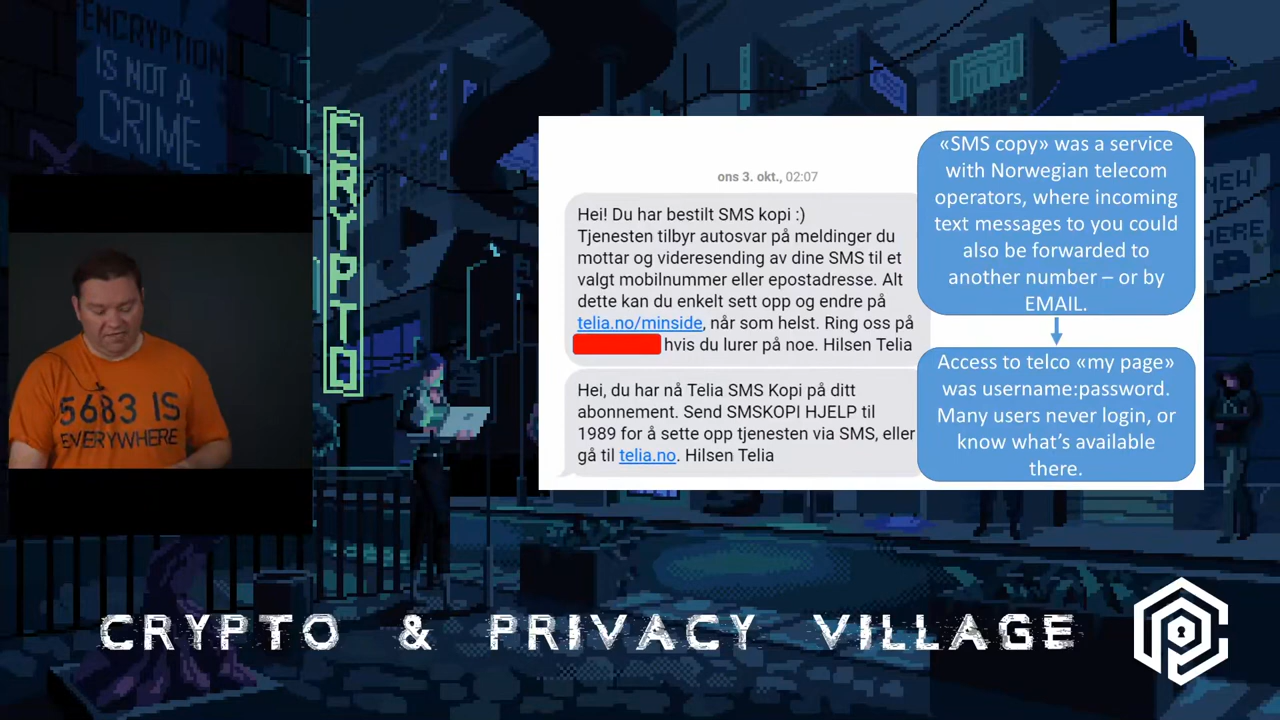 ENCRYPTION
IS NOT A
CRIME
CRYPTO
5683 IS
EVERYWHERE
ons 3. okt., 02:07
Hei! Du har bestilt SMS kopi :)
Tjenesten tilbyr autosvar på meldinger du
mottar og videresending av dine SMS til et
valgt mobilnummer eller epostadresse. Alt
dette kan du enkelt sett opp og endre på
telia.no/minside, når som helst. Ring oss på
hvis du lurer på noe. Hilsen Telia
Hei, du har nå Telia SMS Kopi på ditt
abonnement. Send SMSKOPI HJELP til
1989 for å sette opp tjenesten via SMS, eller
gå til telia.no. Hilsen Telia
«SMS copy» was a service
with Norwegian telecom
operators, where incoming
text messages to you could
also be forwarded to
another number – or by
EMAIL.
Access to telco «my page»
was username:password.
Many users never login, or
know what's available
there.
NEW
TO
HERE
CRYPTO & PRIVACY VILLAGE